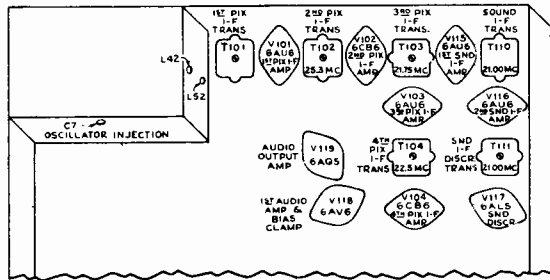 1ST PIX
I-F
TRANS
2ND PIX
I-F
TRANS
3RD PIX
I-F
TRANS.
SOUND
I-F
TRANS
T101
V101
6AU6
1ST PIX I-F
AMP
T102
25.3 MC
V102
6CB6
2ND PIX
I-F
AMP
T103
21.75 MC
V115
6AU6
1ST SND
I-F
AMP
T110
21.00 MC
L42
L52
C7
OSCILLATOR INJECTION
V103
6AU6
3RD PIX I-F
AMP
V116
6AU6
2ND SND I-F
AMP
AUDIO
OUTPUT
AMP
V119
6AQ5
4TH
PIX
I-F
TRANS
T104
22.5 MC
SND
I-F
DISCR.
TRANS
T111
21.00 MC
1ST AUDIO
AMP &
BIAS
CLAMP
V118
6AV6
V104
6CB6
4TH PIX I-F
AMP
V117
6AL5
SND
DISCR.